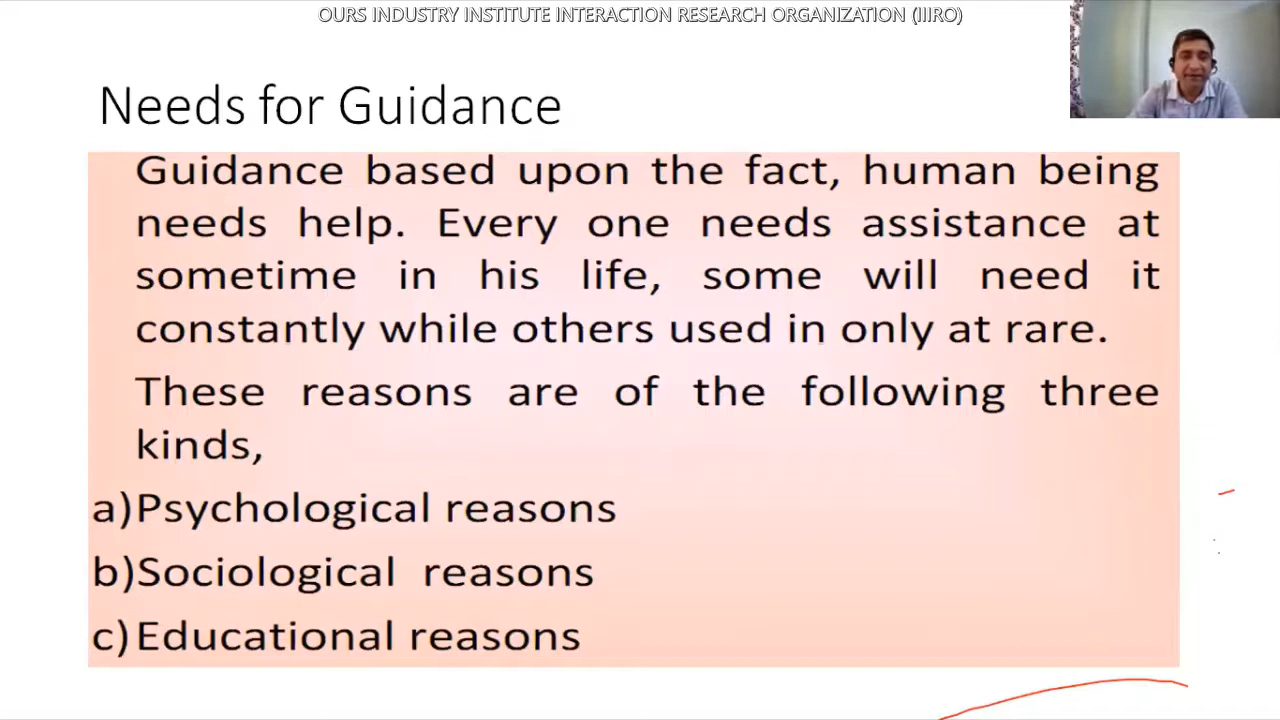 OURS INDUSTRY INSTITUTE INTERACTION RESEARCH ORGANIZATION (IIIRO)
Needs for Guidance
Guidance based upon the fact, human being
needs help. Every one needs assistance at
sometime in his life, some will need it
constantly while others used in only at rare.
These reasons are of the following three
kinds,
a)Psychological reasons
b)Sociological reasons
c)Educational reasons